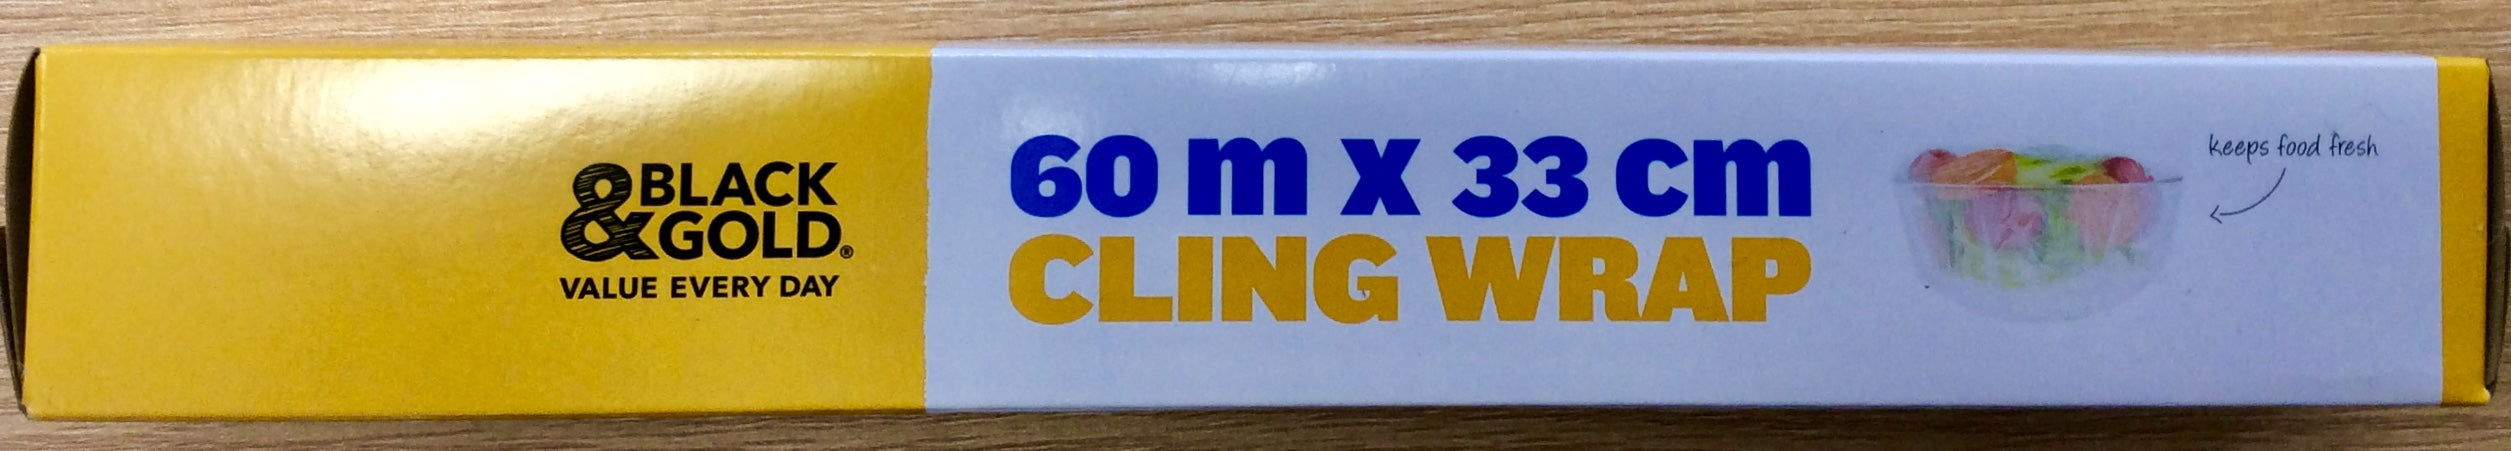 & BLACK
GOLD®
VALUE EVERY DAY
60 m x 33 cm
CLING WRAP
keeps food fresh